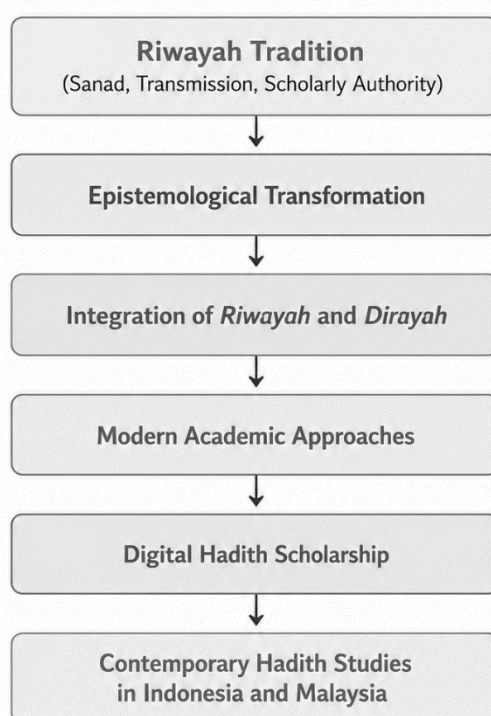 Riwayah Tradition
(Sanad, Transmission, Scholarly Authority)
Epistemological Transformation
Integration of Riwayah and Dirayah
Modern Academic Approaches
Digital Hadith Scholarship
Contemporary Hadith Studies
in Indonesia and Malaysia